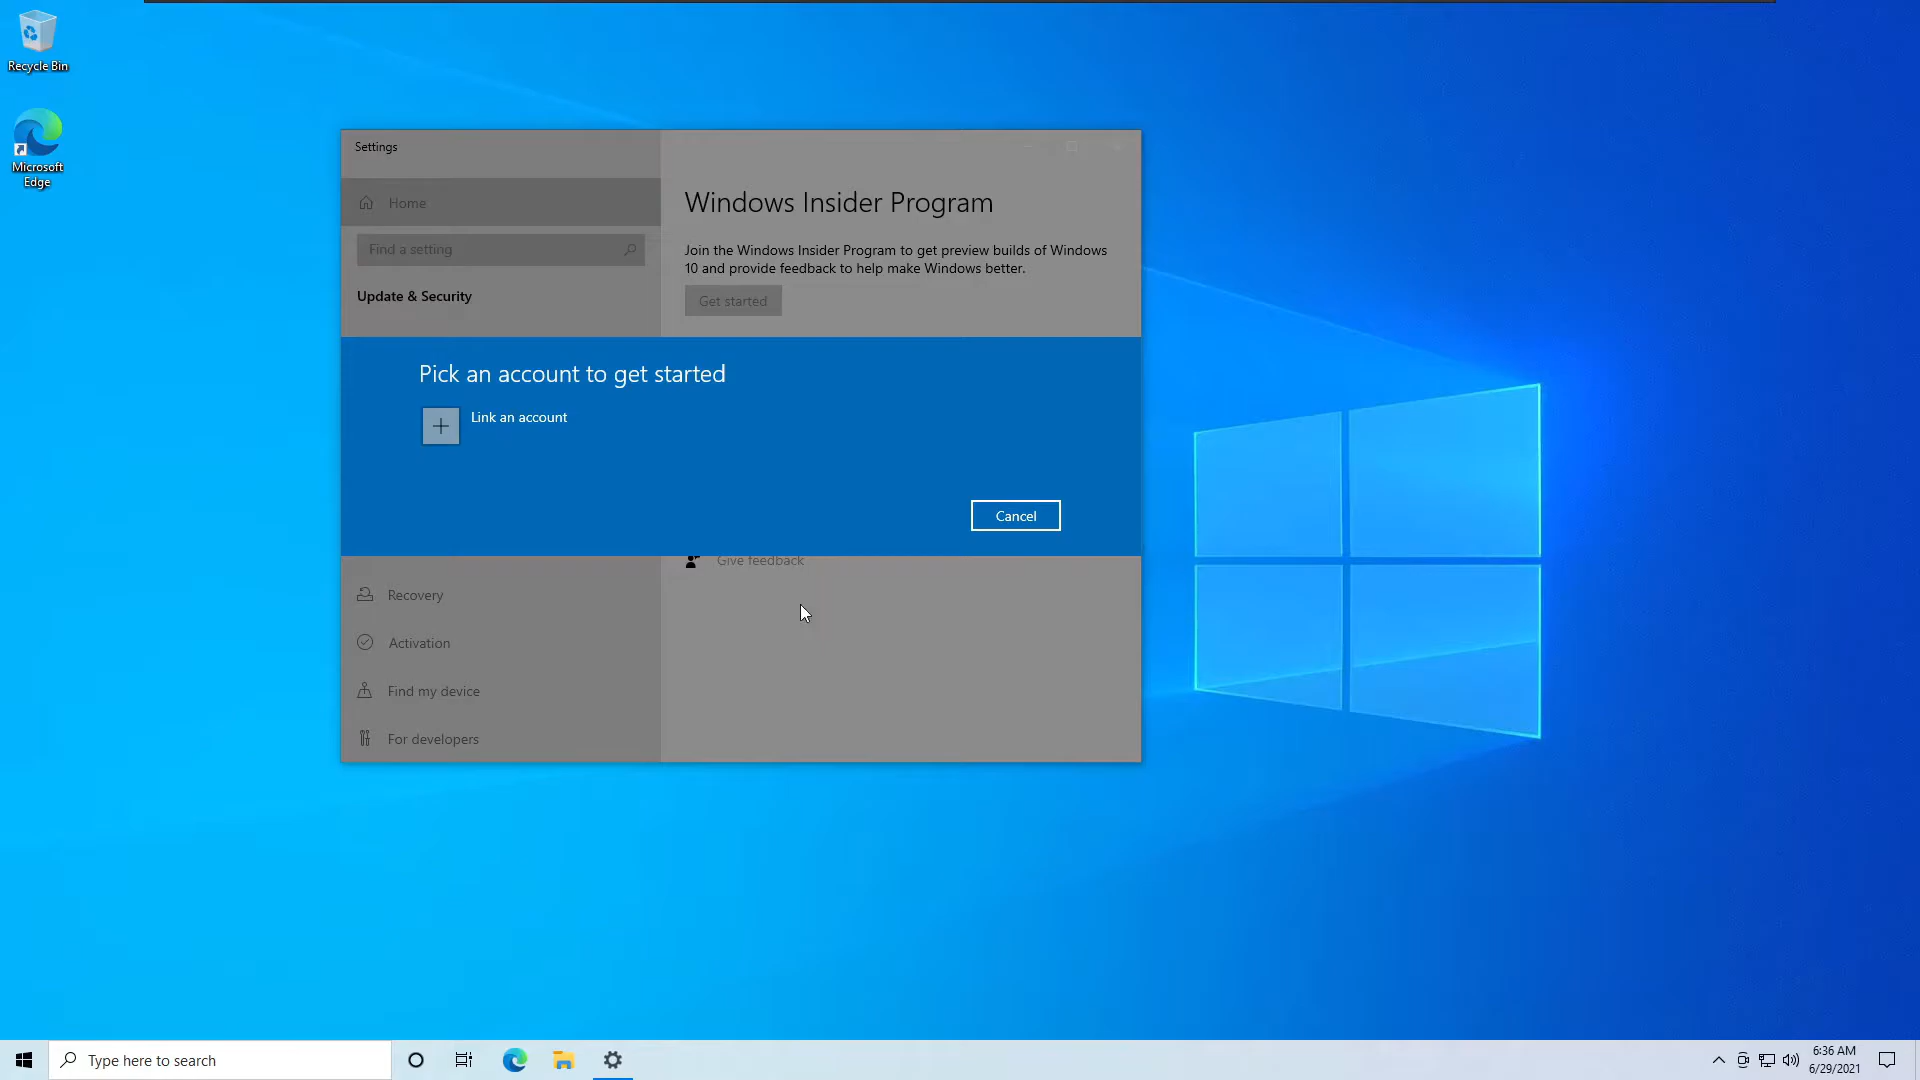 Recycle Bin
Microsoft
Edge
Settings
Home
Find a setting
Update & Security
Windows Insider Program
Join the Windows Insider Program to get preview builds of Windows
10 and provide feedback to help make Windows better.
Get started
Pick an account to get started
Link an account
Cancel
Give feedback
Recovery
Activation
Find my device
For developers
Type here to search
6:36 AM
6/29/2021